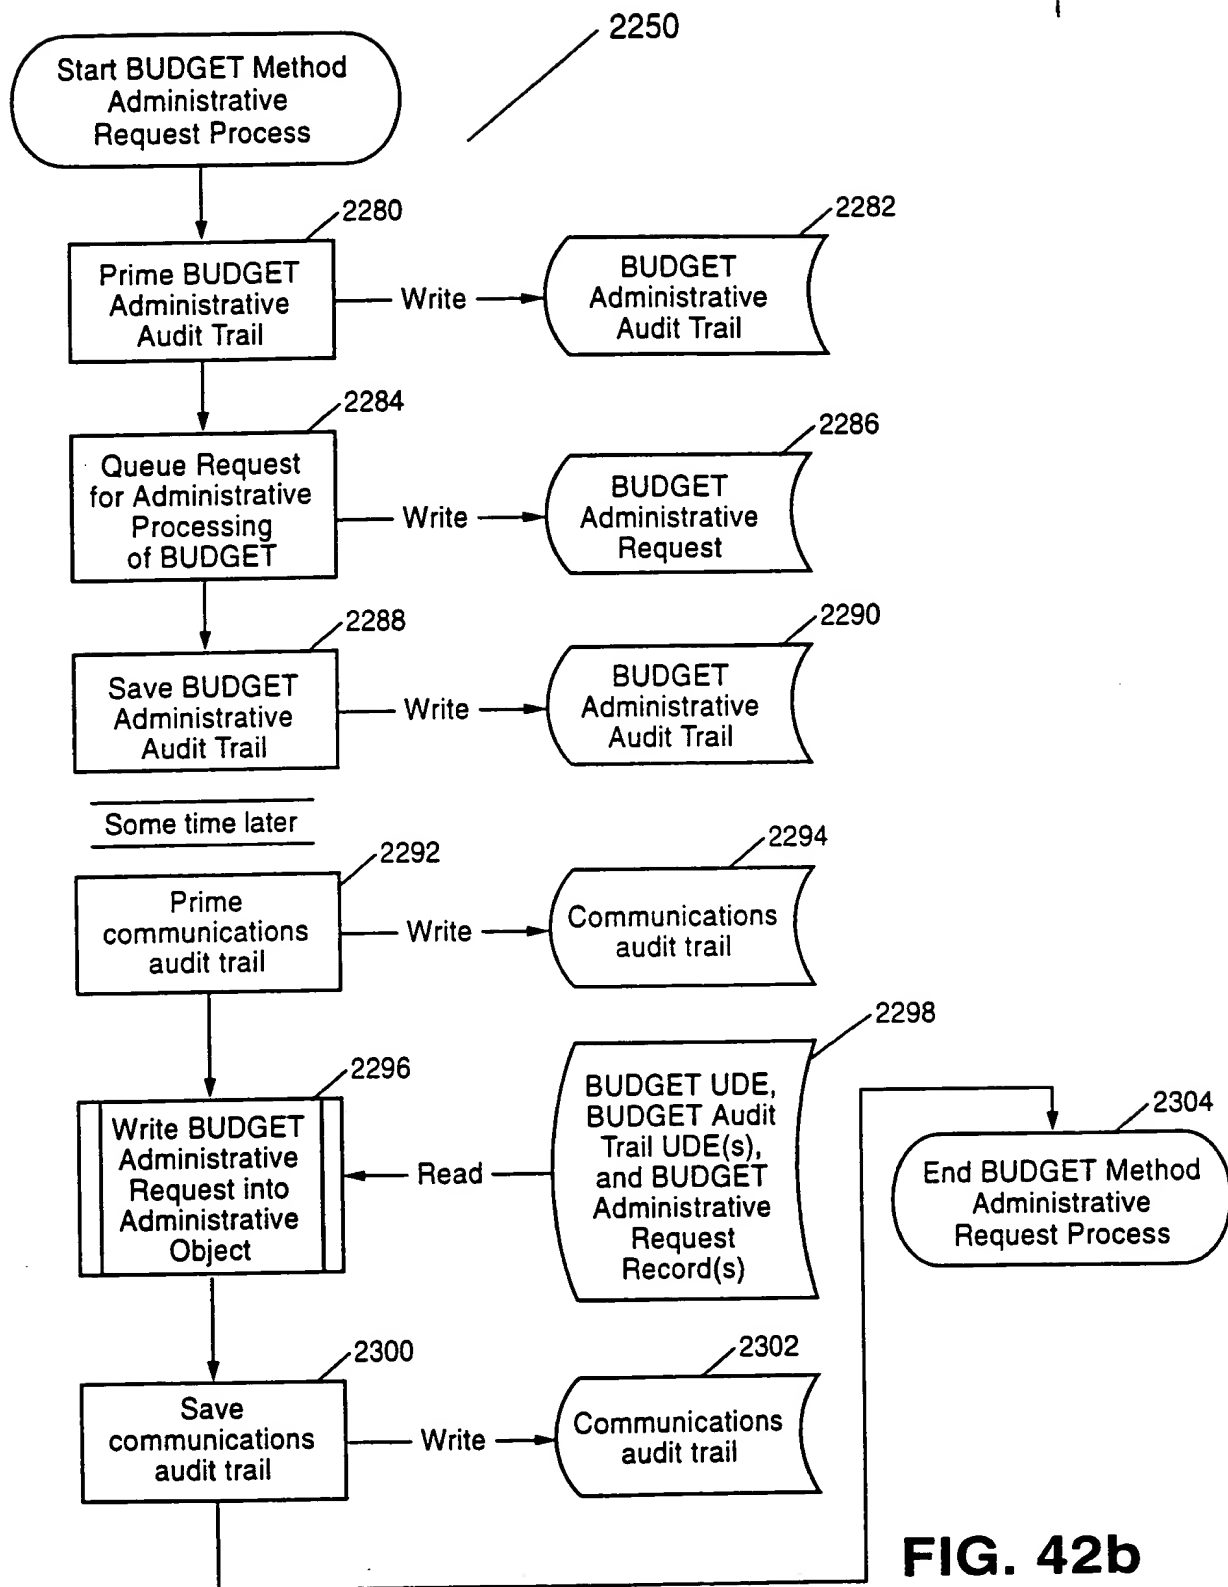 2250
Start BUDGET Method
Administrative
Request Process
2280
Prime BUDGET
Administrative
Audit Trail
Write
2282
BUDGET
Administrative
Audit Trail
2284
Queue Request
for Administrative
Processing
of BUDGET
Write
2286
BUDGET
Administrative
Request
2288
Save BUDGET
Administrative
Audit Trail
Write
2290
BUDGET
Administrative
Audit Trail
Some time later
2292
Prime
communications
audit trail
Write
2294
Communications
audit trail
2296
Write BUDGET
Administrative
Request into
Administrative
Object
Read
2298
BUDGET UDE,
BUDGET Audit
Trail UDE(s),
and BUDGET
Administrative
Request
Record(s)
2300
Save
communications
audit trail
Write
2302
Communications
audit trail
2304
End BUDGET Method
Administrative
Request Process
FIG. 42b